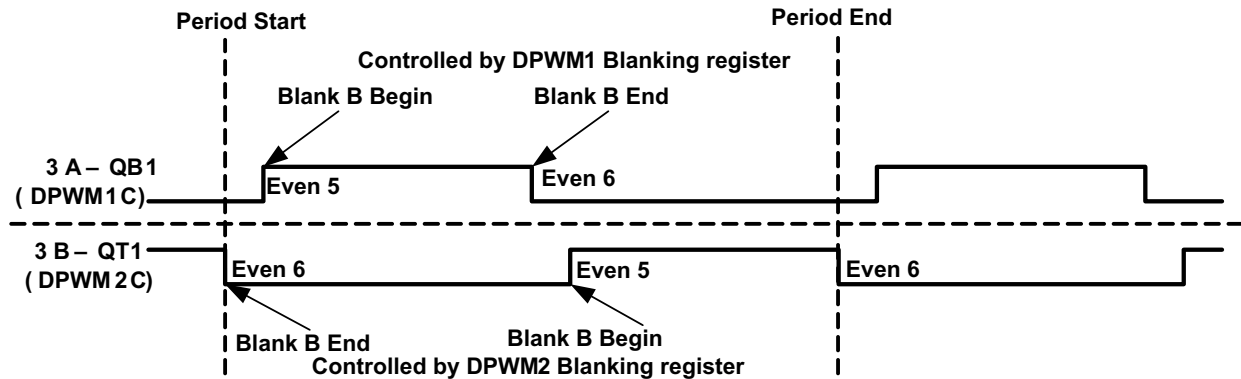 Period Start
Period End
Controlled by DPWM1 Blanking register
Blank B Begin
Blank B End
3 A – QB1
( DPWM1C)
Even 5
Even 6
3 B – QT1
( DPWM2C)
Even 6
Even 5
Even 6
Blank B End
Blank B Begin
Controlled by DPWM2 Blanking register